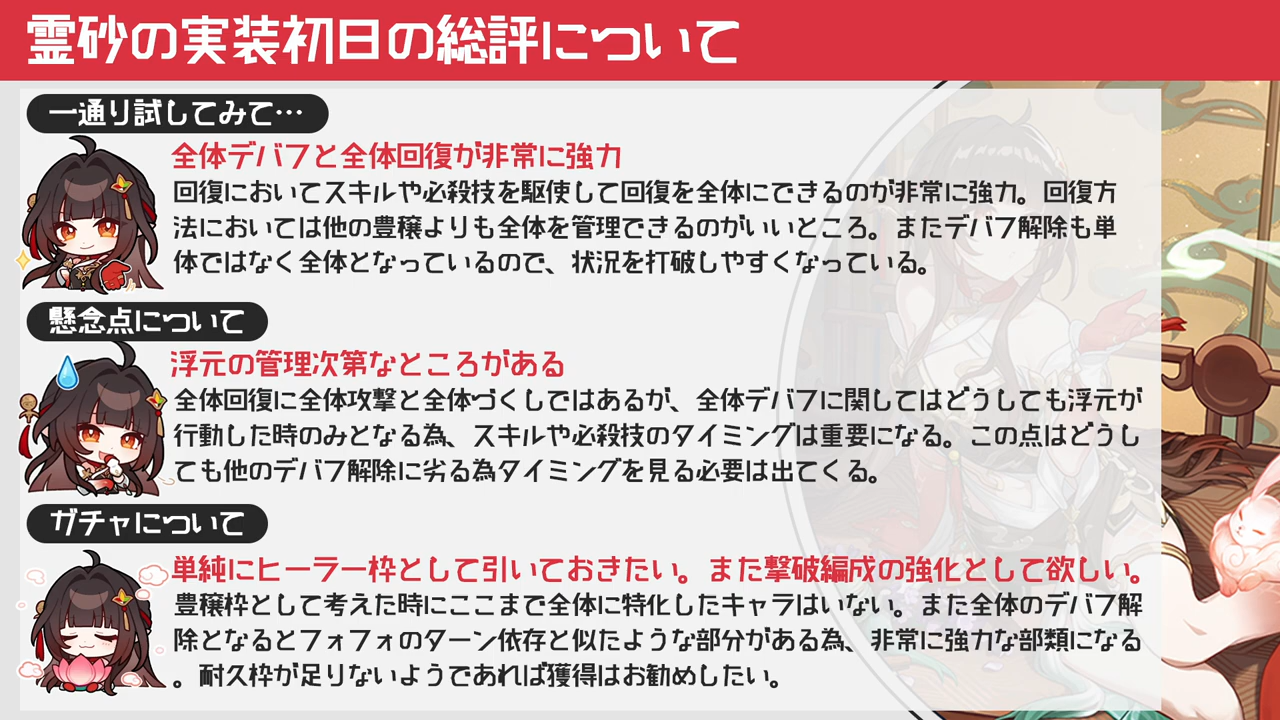 霊砂の実装初日の総評について
一通り試してみて…
全体デバフと全体回復が非常に強力
回復においてスキルや必殺技を駆使して回復を全体にできるのが非常に強力。回復方
法においては他の豊穣よりも全体を管理できるのがいいところ。またデバフ解除も単
体ではなく全体となっているので、状況を打破しやすくなっている。
懸念点について
浮元の管理次第なところがある
全体回復に全体攻撃と全体づくしではあるが、全体デバフに関してはどうしても浮元が
行動した時のみとなる為、スキルや必殺技のタイミングは重要になる。この点はどうし
ても他のデバフ解除に劣る為タイミングを見る必要は出てくる。
ガチャについて
単純にヒーラー枠として引いておきたい。また撃破編成の強化として欲しい。
豊穣枠として考えた時にここまで全体に特化したキャラはいない。また全体のデバフ解
除となるとフォフォのターン依存と似たような部分がある為、非常に強力な部類になる
。耐久枠が足りないようであれば獲得はお勧めしたい。